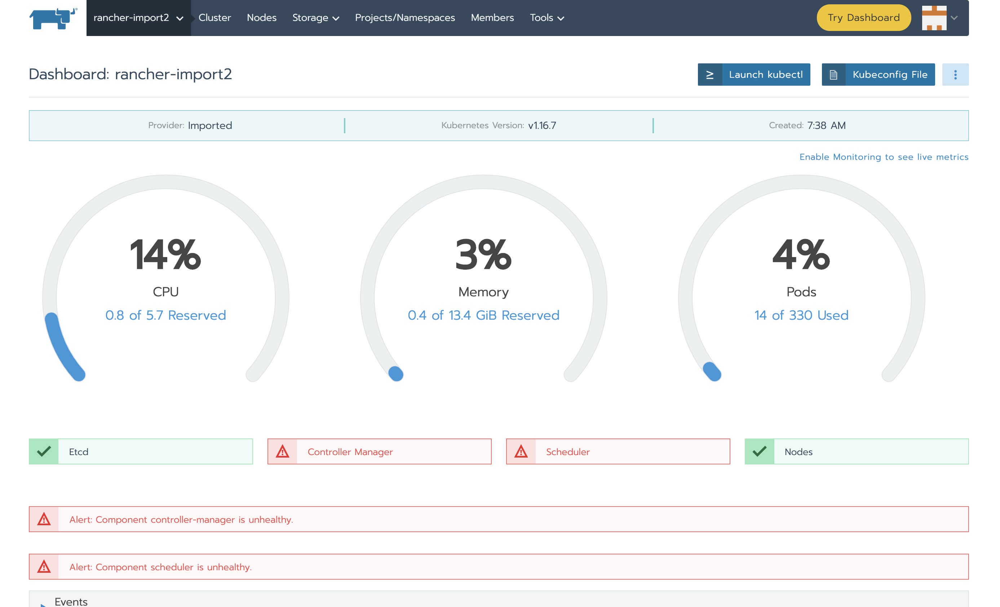 rancher-import2 Cluster Nodes Storage Projects/Namespaces Members Tools Try Dashboard
Dashboard: rancher-import2
Launch kubectl Kubeconfig File
Provider: Imported Kubernetes Version: v1.16.7 Created: 7:38 AM
Enable Monitoring to see live metrics
14% 3% 4%
CPU Memory Pods
0.8 of 5.7 Reserved 0.4 of 13.4 GiB Reserved 14 of 330 Used
Etcd Controller Manager Scheduler Nodes
Alert: Component controller-manager is unhealthy.
Alert: Component scheduler is unhealthy.
Events